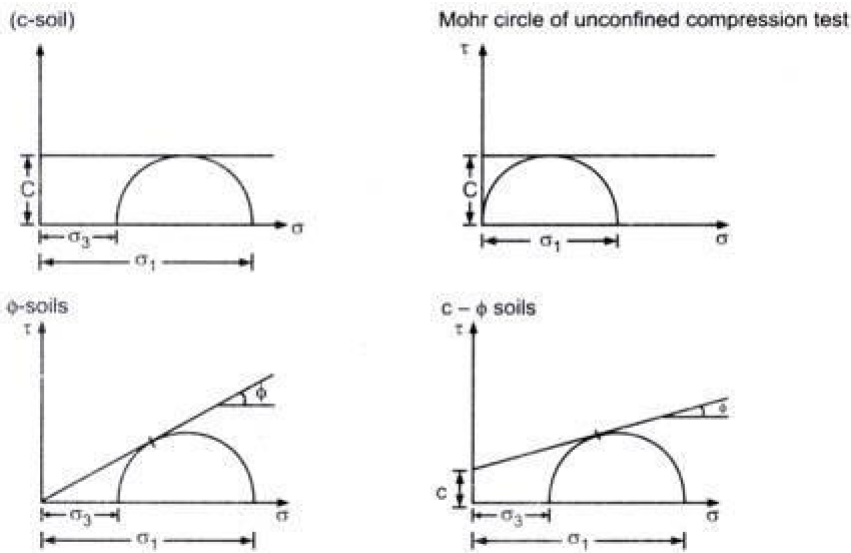 (c-soil)
C
σ
σ3
σ1
Mohr circle of unconfined compression test
τ
C
σ1
σ
ϕ-soils
τ
ϕ
σ3
σ
σ1
c – ϕ soils
τ
ϕ
c
σ3
σ
σ1